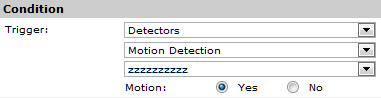 Condition
Trigger: Detectors
Motion Detection
zzzzzzzzzz
Motion: Yes No